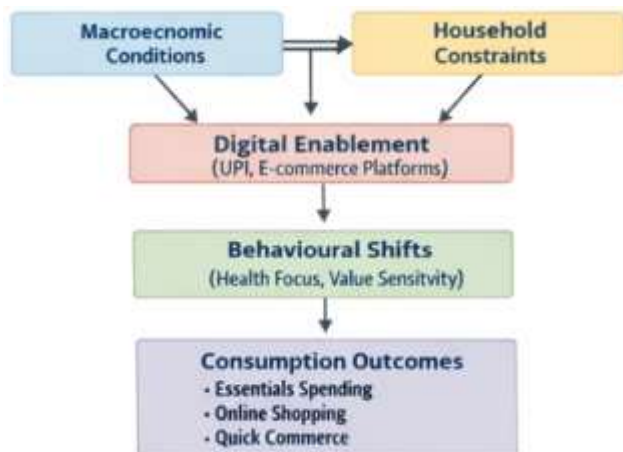 Macroecnomic
Conditions
Household
Constraints
Digital Enablement
(UPI, E-commerce Platforms)
Behavioural Shifts
(Health Focus, Value Sensitvity)
Consumption Outcomes
• Essentials Spending
• Online Shopping
• Quick Commerce